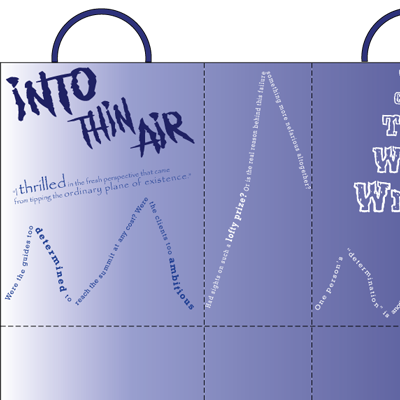 INTO
THIN
AIR
"I thrilled in the fresh perspective that came
from tipping the ordinary plane of existence."
Were the guides too
determined to
reach the summit at any cost? Were
the clients too ambitious
Had sights on such a lofty prize? Or is the real reason behind this failure
something more nefarious altogether?
One person's
"determination" is